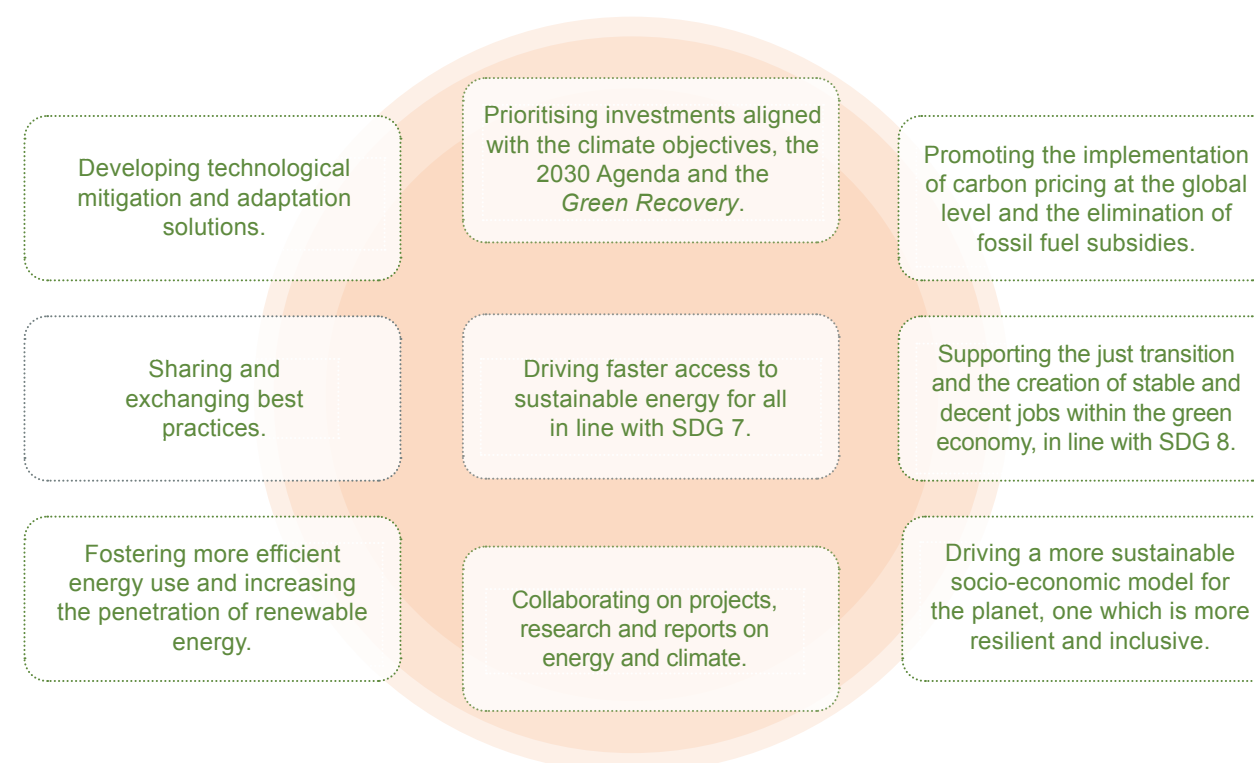 Developing technological
mitigation and adaptation
solutions.
Prioritising investments aligned
with the climate objectives, the
2030 Agenda and the
Green Recovery.
Promoting the implementation
of carbon pricing at the global
level and the elimination of
fossil fuel subsidies.
Sharing and
exchanging best
practices.
Driving faster access to
sustainable energy for all
in line with SDG 7.
Supporting the just transition
and the creation of stable and
decent jobs within the green
economy, in line with SDG 8.
Fostering more efficient
energy use and increasing
the penetration of renewable
energy.
Collaborating on projects,
research and reports on
energy and climate.
Driving a more sustainable
socio-economic model for
the planet, one which is more
resilient and inclusive.